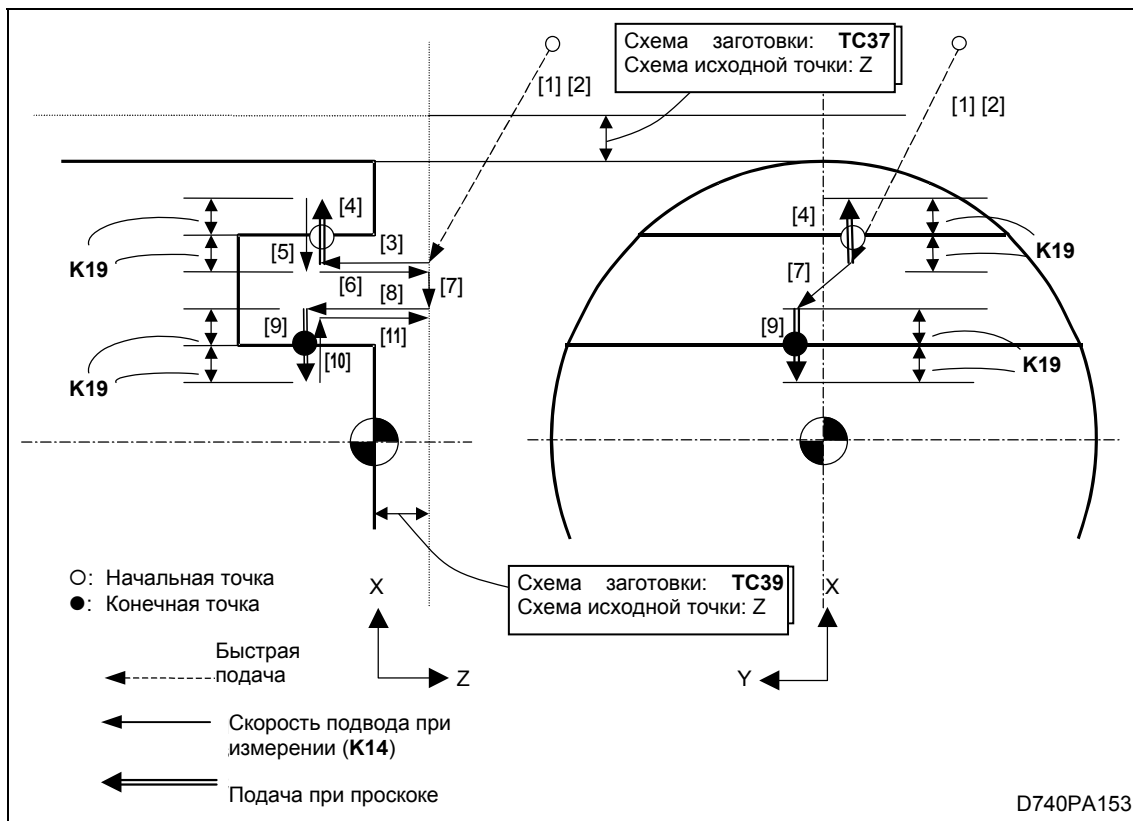 Схема заготовки: TC37
Схема исходной точки: Z
[1] [2]
[1] [2]
[4]
[3]
[5]
K19
[6]
[7]
[8]
[9]
[10]
[11]
K19
[4]
[7]
[9]
K19
K19
Схема заготовки: TC39
Схема исходной точки: Z
○: Начальная точка
●: Конечная точка
X
Z
X
Y
Быстрая
подача
Скорость подвода при
измерении (K14)
Подача при проскоке
D740PA153